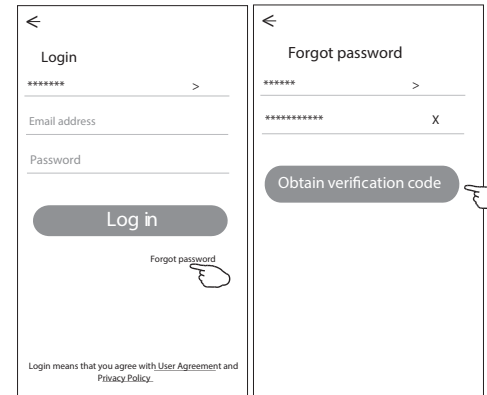 Login
******* >
Email address
Password
Log in
Forgot password
Login means that you agree with User Agreement and
Privacy Policy
Forgot password
****** >
*********** X
Obtain verification code